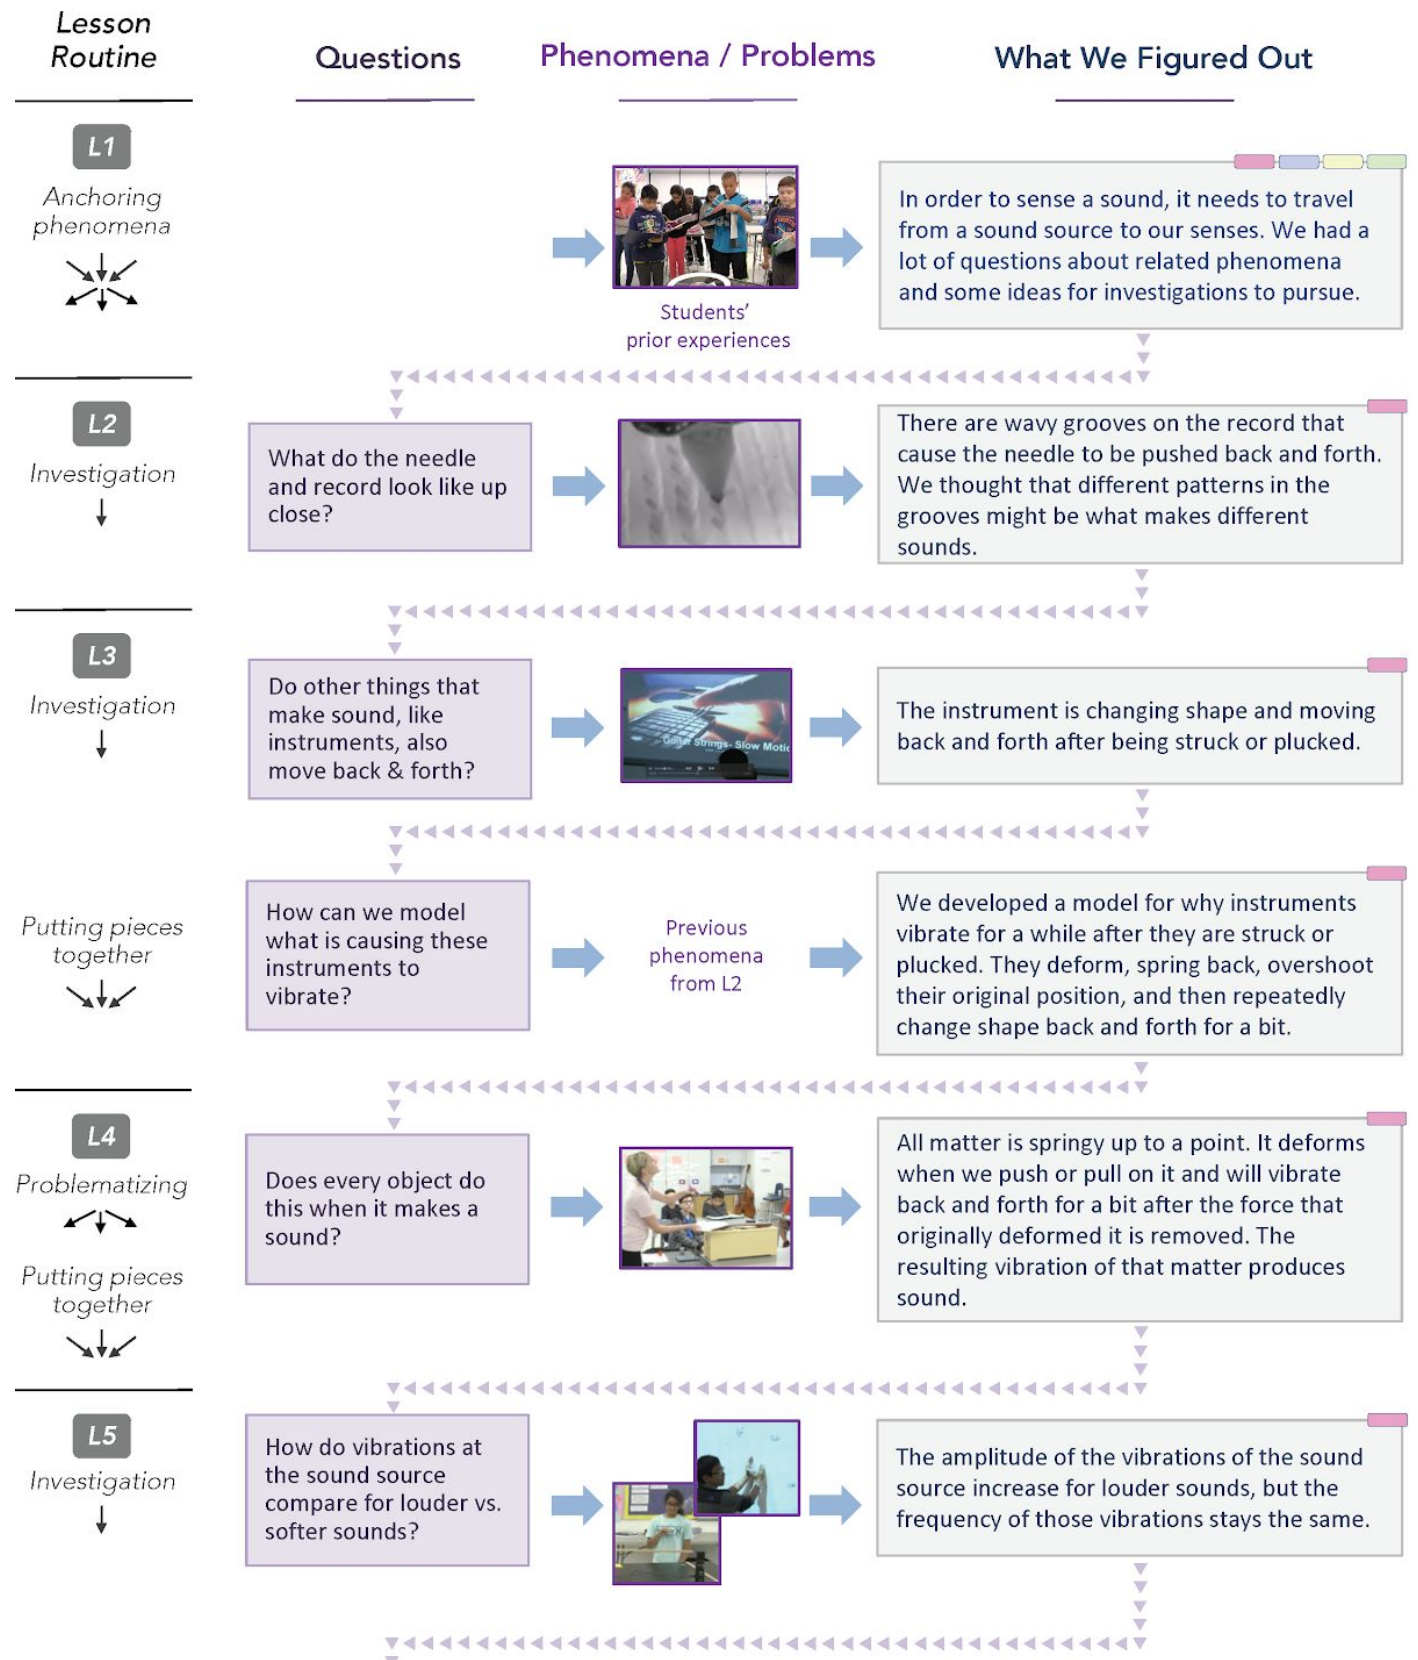 Lesson
Routine
Questions
Phenomena / Problems
What We Figured Out
L1
Anchoring
phenomena
Students'
prior experiences
In order to sense a sound, it needs to travel
from a sound source to our senses. We had a
lot of questions about related phenomena
and some ideas for investigations to pursue.
L2
Investigation
What do the needle
and record look like up
close?
There are wavy grooves on the record that
cause the needle to be pushed back and forth.
We thought that different patterns in the
grooves might be what makes different
sounds.
L3
Investigation
Do other things that
make sound, like
instruments, also
move back & forth?
Guitar Strings- Slow Motic
The instrument is changing shape and moving
back and forth after being struck or plucked.
Putting pieces
together
How can we model
what is causing these
instruments to
vibrate?
Previous
phenomena
from L2
We developed a model for why instruments
vibrate for a while after they are struck or
plucked. They deform, spring back, overshoot
their original position, and then repeatedly
change shape back and forth for a bit.
L4
Problematizing
Putting pieces
together
Does every object do
this when it makes a
sound?
All matter is springy up to a point. It deforms
when we push or pull on it and will vibrate
back and forth for a bit after the force that
originally deformed it is removed. The
resulting vibration of that matter produces
sound.
L5
Investigation
How do vibrations at
the sound source
compare for louder vs.
softer sounds?
The amplitude of the vibrations of the sound
source increase for louder sounds, but the
frequency of those vibrations stays the same.